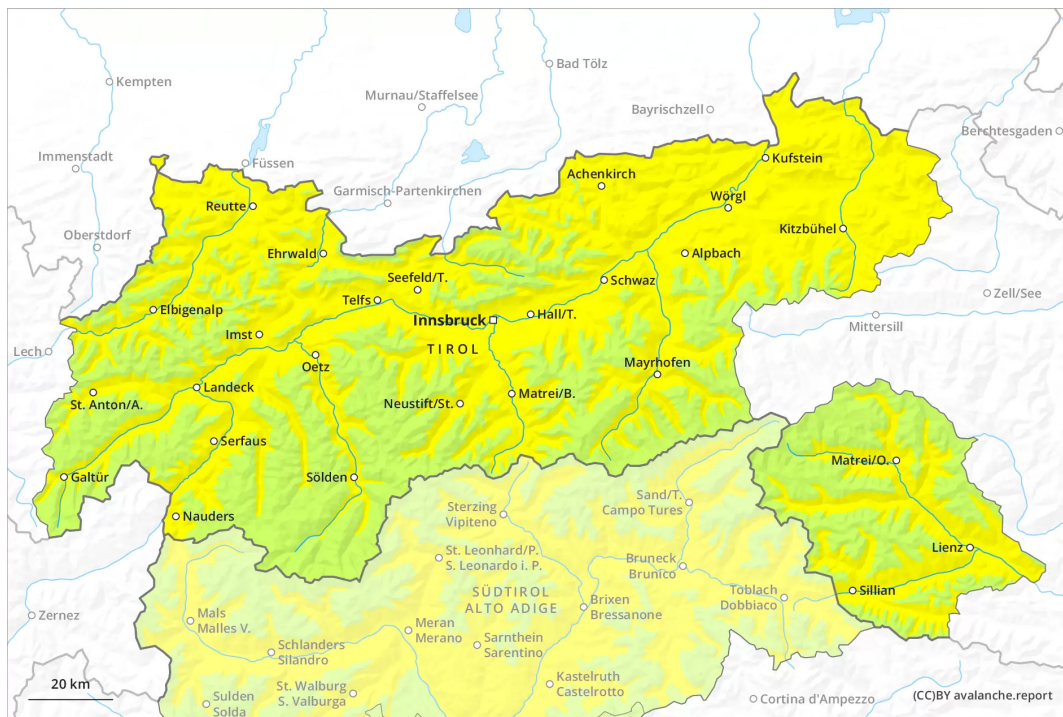 Kempten
Bad Tölz
Murnau/Staffelsee
Bayrischzell
Berchtesgaden
Immenstadt
Füssen
Kufstein
Garmisch-Partenkirchen
Achenkirch
Reutte
Wörgl
Oberstdorf
Kitzbühel
Ehrwald
Alpbach
Seefeld/T.
Schwaz
Zell/See
Telfs
Elbigenalp
Innsbruck
Hall/T.
Mittersill
Imst
Lech
TIROL
Oetz
Mayrhofen
Landeck
St. Anton/A.
Neustift/St.
Matrei/B.
Serfaus
Matrei/O.
Galtür
Sölden
Sterzing
Vipiteno
Sand/T.
Campo Tures
Nauders
Lienz
St. Leonhard/P.
S. Leonardo i. P.
Bruneck
Brunico
SÜDTIROL
ALTO ADIGE
Sillian
Toblach
Dobbiaco
Brixen
Bressanone
Zernez
Mals
Malles V.
Meran
Merano
Schlanders
Silandro
Sarnthein
Sarentino
Kastelruth
Castelrotto
20 km
St. Walburg
S. Valburga
Sulden
Solda
Cortina d'Ampezzo
(CC)BY avalanche.report